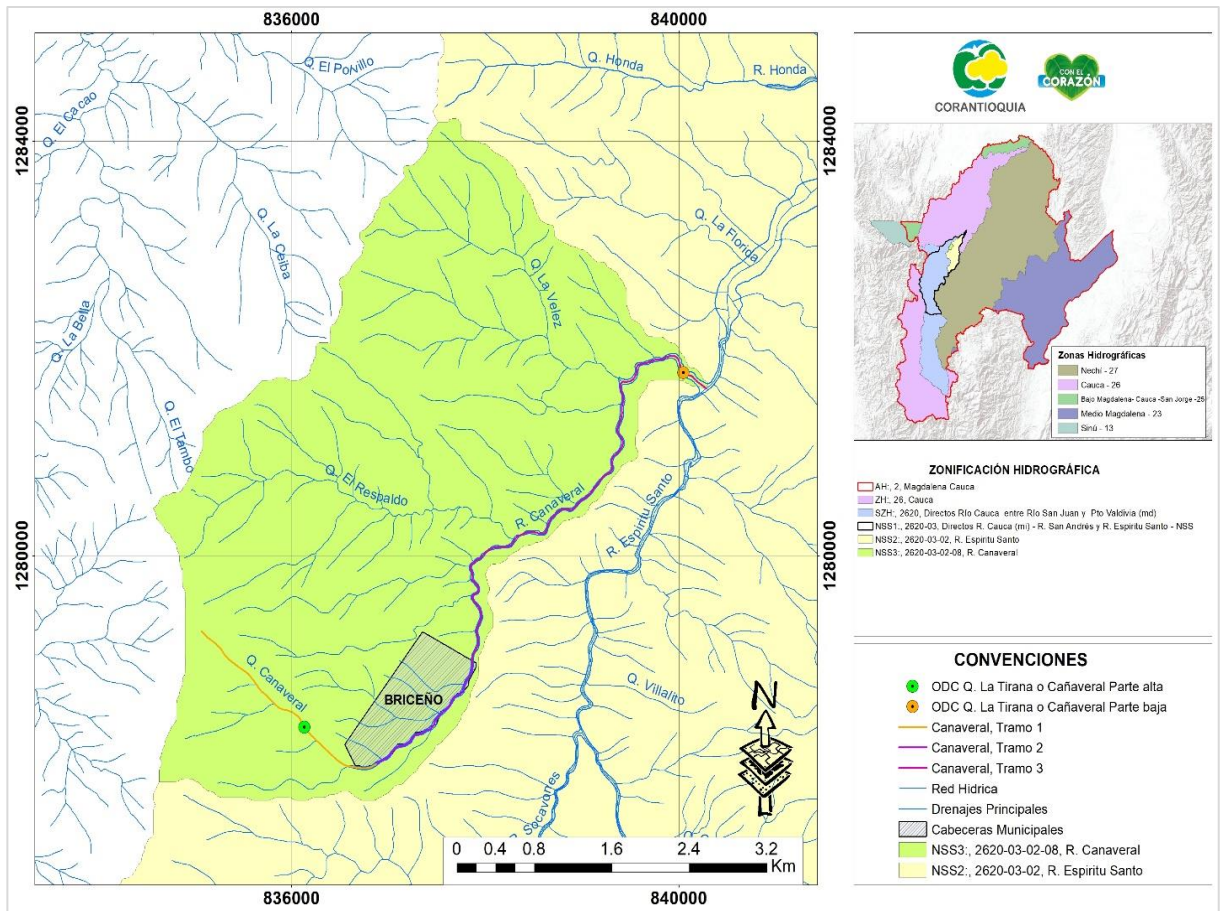 836000
840000
1284000
1280000
1284000
1280000
836000
840000
Q. El Polvillo
Q. Honda
R. Honda
Q. El Cacao
Q. La Ceiba
Q. La Florida
Q. La Velez
Q. La Bella
Q. El Tambo
Q. El Respaldo
R. Canaveral
R. Espiritu Santo
Q. Canaveral
BRICEÑO
Q. Villalito
Socavones
N
0 0.4 0.8 1.6 2.4 3.2
Km
CORANTIOQUIA
CON EL
CORAZÓN
Zonas Hidrográficas
Nechí - 27
Cauca - 26
Bajo Magdalena- Cauca -San Jorge -25
Medio Magdalena - 23
Sinú - 13
ZONIFICACIÓN HIDROGRÁFICA
AH:, 2, Magdalena Cauca
ZH:, 26, Cauca
SZH:, 2620, Directos Río Cauca entre Río San Juan y Pto Valdivia (md)
NSS1:, 2620-03, Directos R. Cauca (mi) - R. San Andrés y R. Espiritu Santo - NSS
NSS2:, 2620-03-02, R. Espiritu Santo
NSS3:, 2620-03-02-08, R. Canaveral
CONVENCIONES
ODC Q. La Tirana o Cañaveral Parte alta
ODC Q. La Tirana o Cañaveral Parte baja
Canaveral, Tramo 1
Canaveral, Tramo 2
Canaveral, Tramo 3
Red Hidrica
Drenajes Principales
Cabeceras Municipales
NSS3:, 2620-03-02-08, R. Canaveral
NSS2:, 2620-03-02, R. Espiritu Santo